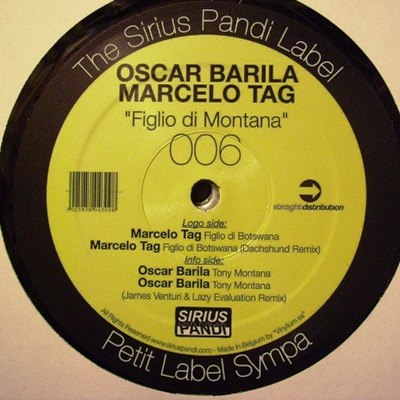 The Sirius Pandi Label
OSCAR BARILA
MARCELO TAG
"Figlio di Montana"
006
straightdistribution
Logo side:
Marcelo Tag Figlio di Botswana
Marcelo Tag Figlio di Botswana (Dachshund Remix)
Info side:
Oscar Barila Tony Montana
Oscar Barila Tony Montana
(James Venturi & Lazy Evaluation Remix)
SIRIUS
PANDI
All Rights Reserved www.siriuspandi.com - Made in Belgium by "Vinylium sa"
Petit Label Sympa